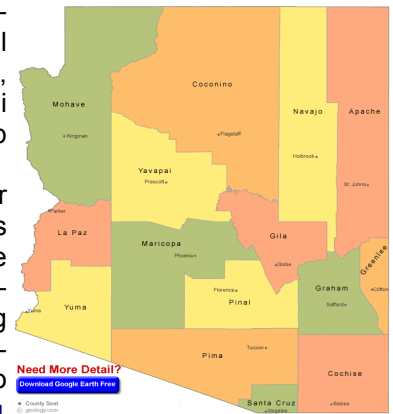 Coconino
Mohave
Navajo
Apache
Kingman
Flagstaff
Holbrook
Yavapai
Prescott
St. Johns
Parker
La Paz
Gila
Maricopa
Phoenix
Globe
Greenlee
Graham
Clifton
Florence
Pinal
Safford
Yuma
Yuma
Pima
Tucson
Cochise
Need More Detail?
Download Google Earth Free
County Seat
© geology.com
Santa Cruz
Nogales
Bisbee